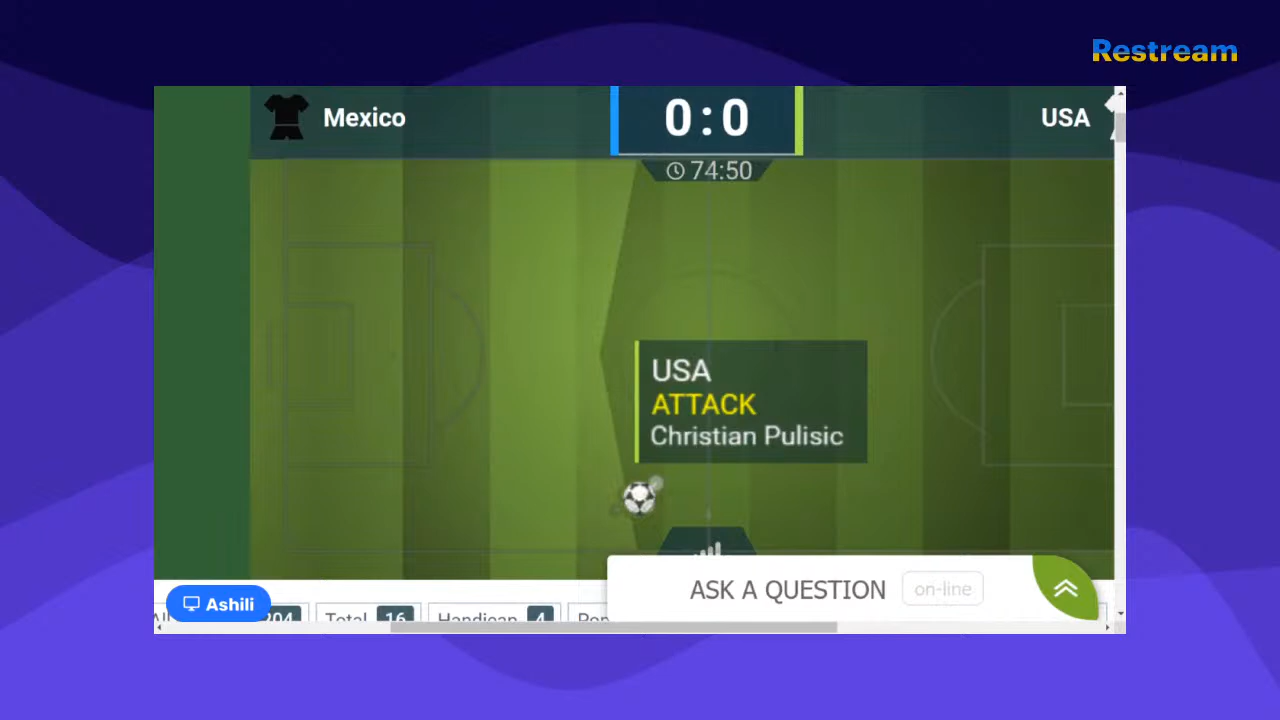 Restream
Mexico
0:0
USA
74:50
USA
ATTACK
Christian Pulisic
ASK A QUESTION
on-line
Ashili
204
Total 16
Handicap 4